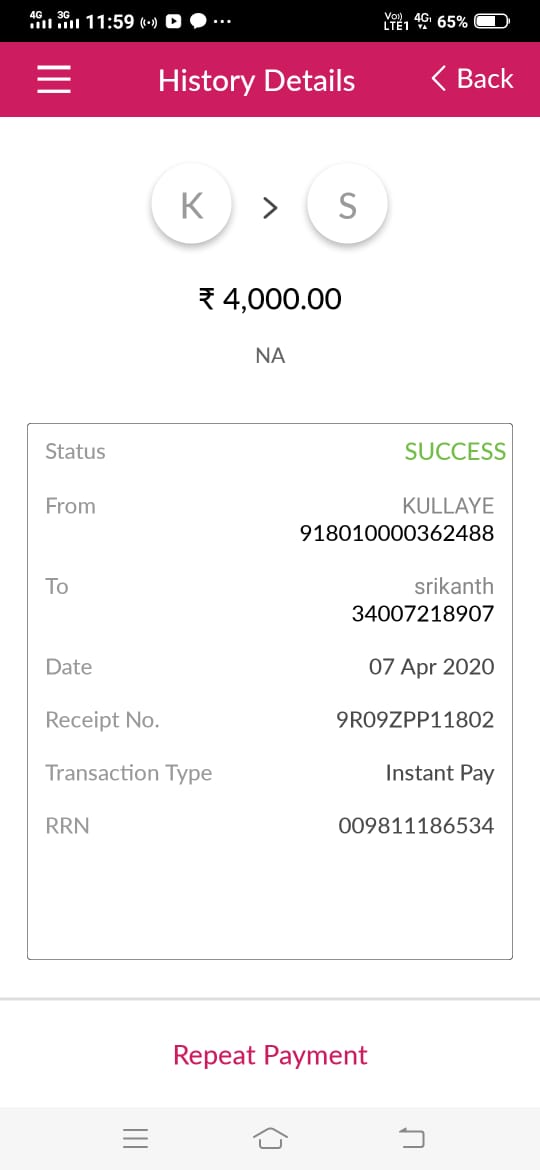 4G 3G 11:59 ... Vo)) LTE1 4G 65%
History Details
Back
K > S
₹ 4,000.00
NA
Status SUCCESS
From KULLAYE
918010000362488
To srikanth
34007218907
Date 07 Apr 2020
Receipt No. 9R09ZPP11802
Transaction Type Instant Pay
RRN 009811186534
Repeat Payment